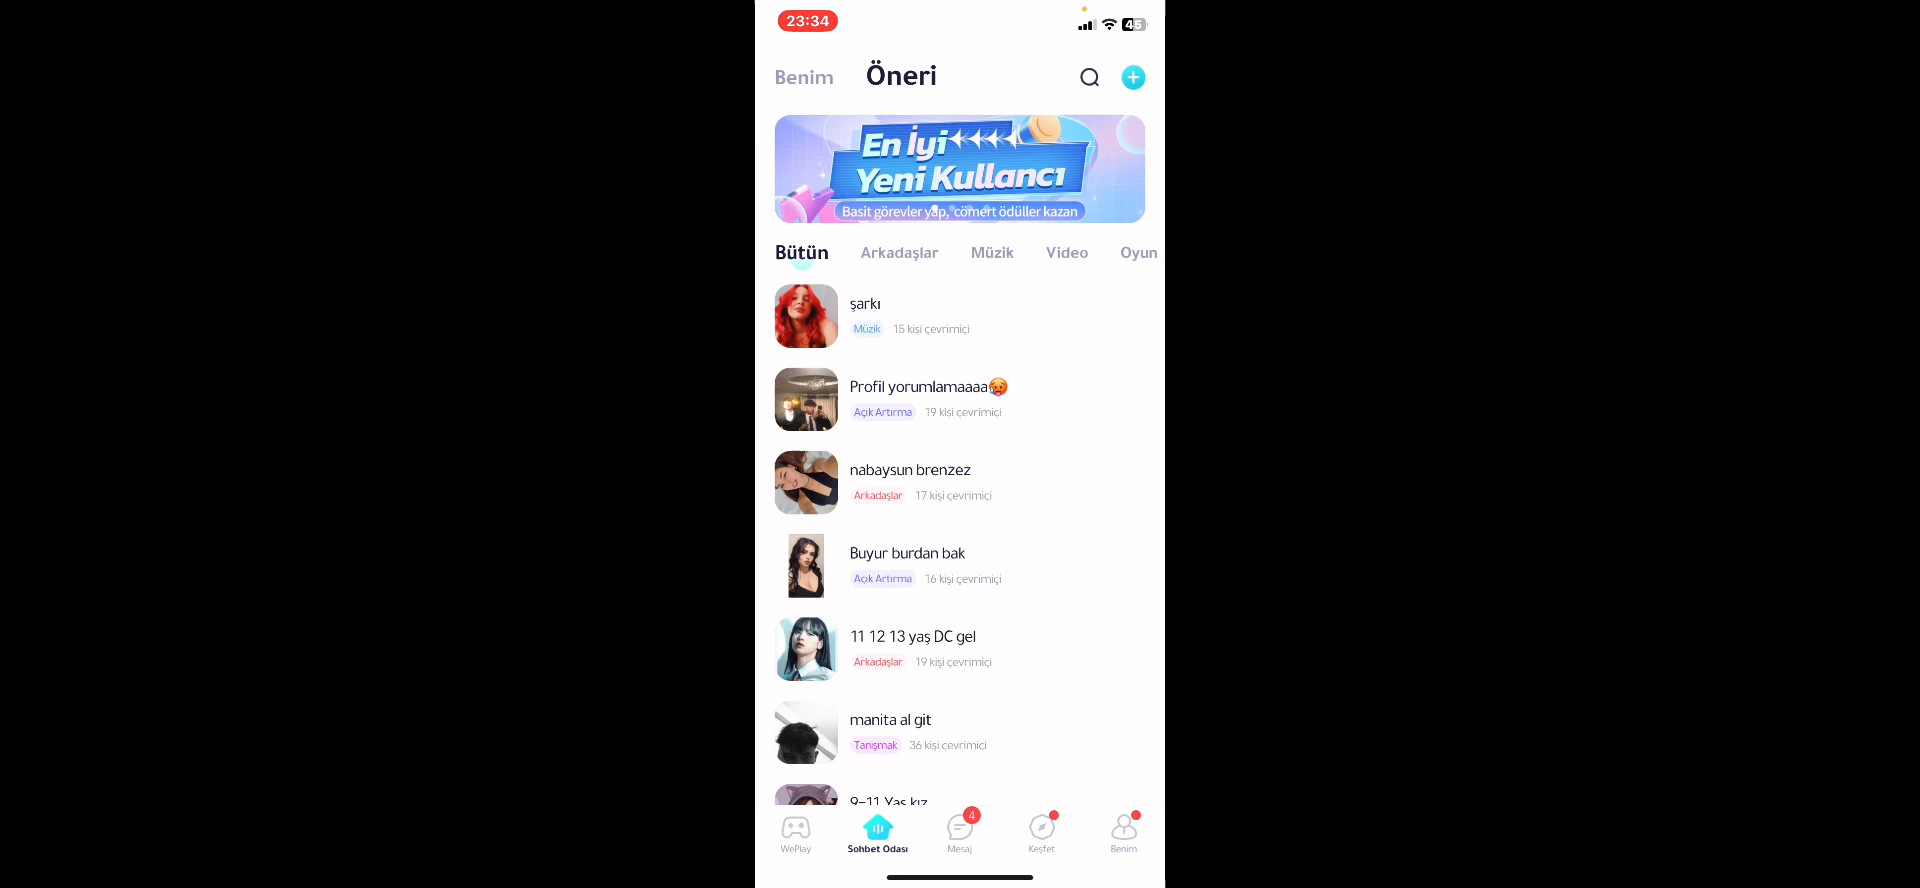 23:34
45
Benim
Öneri
En İyi
Yeni Kullancı
Basit görevler yap, cömert ödüller kazan
Bütün
Arkadaşlar
Müzik
Video
Oyun
şarkı
Müzik 15 kişi çevrimiçi
Profil yorumlamaaaa🥵
Açık Artırma 19 kişi çevrimiçi
nabaysun brenzez
Arkadaşlar 17 kişi çevrimiçi
Buyur burdan bak
Açık Artırma 16 kişi çevrimiçi
11 12 13 yaş DC gel
Arkadaşlar 19 kişi çevrimiçi
manita al git
Tanışmak 36 kişi çevrimiçi
9-11 Yaş kız
4
WePlay
Sohbet Odası
Mesaj
Keşfet
Benim